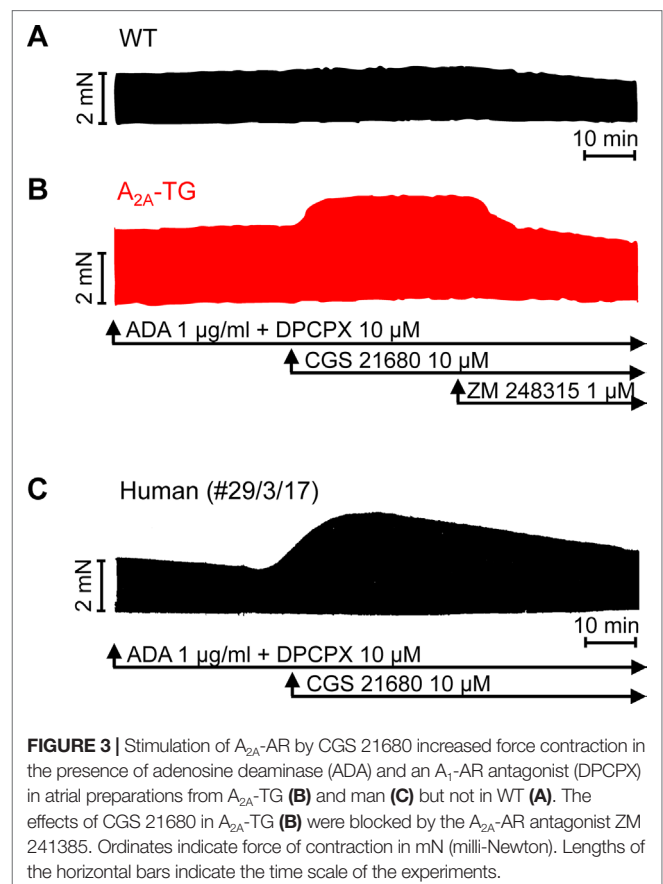 A WT
2 mN
10 min
B A2A-TG
2 mN
ADA 1 µg/ml + DPCPX 10 µM
CGS 21680 10 µM
ZM 248315 1 µM
C Human (#29/3/17)
2 mN
10 min
ADA 1 µg/ml + DPCPX 10 µM
CGS 21680 10 µM
FIGURE 3 | Stimulation of A2A-AR by CGS 21680 increased force contraction in
the presence of adenosine deaminase (ADA) and an A1-AR antagonist (DPCPX)
in atrial preparations from A2A-TG (B) and man (C) but not in WT (A). The
effects of CGS 21680 in A2A-TG (B) were blocked by the A2A-AR antagonist ZM
241385. Ordinates indicate force of contraction in mN (milli-Newton). Lengths of
the horizontal bars indicate the time scale of the experiments.